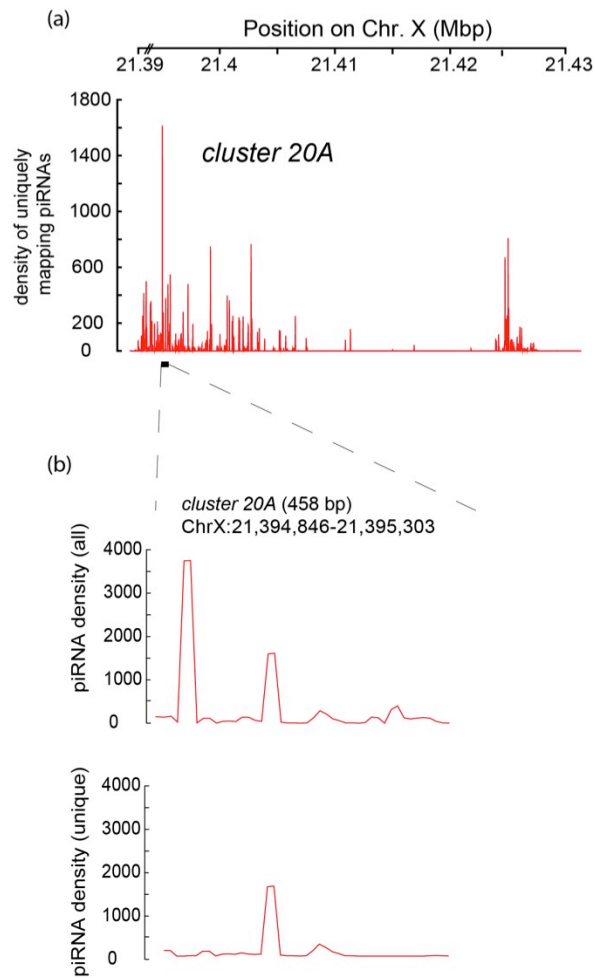 (a)
Position on Chr. X (Mbp)
21.39 21.4 21.41 21.42 21.43
1800
1400
1000
600
200
0
density of uniquely
mapping piRNAs
cluster 20A
(b)
cluster 20A (458 bp)
ChrX:21,394,846-21,395,303
4000
3000
2000
1000
0
piRNA density (all)
4000
3000
2000
1000
0
piRNA density (unique)